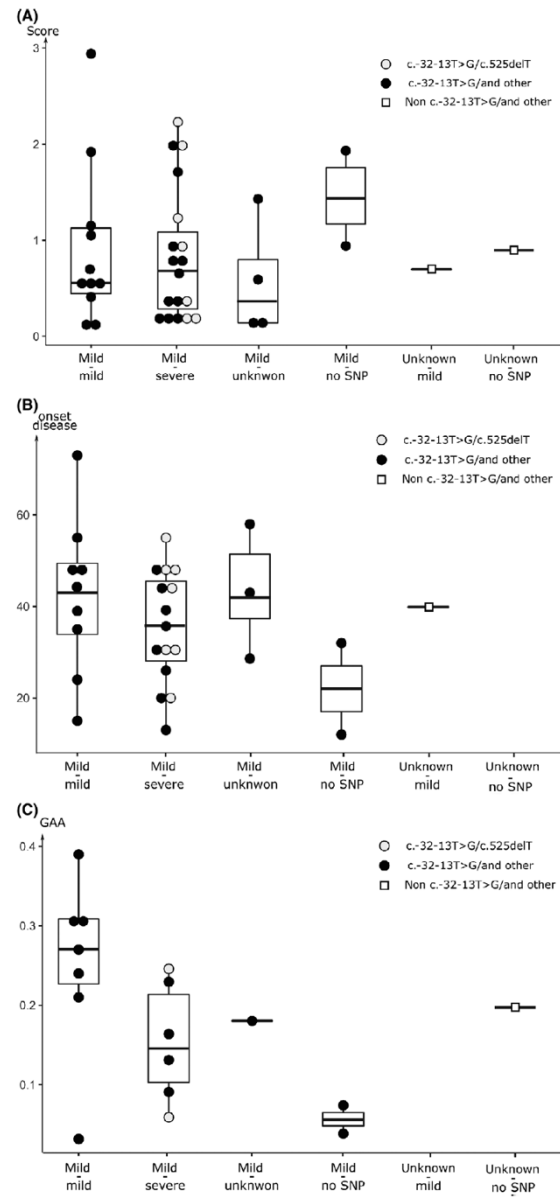 (A)
Score
3
2
1
0
c.-32-13T>G/c.525delT
c.-32-13T>G/and other
Non c.-32-13T>G/and other
Mild Mild Mild Mild Unknown Unknown
- - - - - -
mild severe unknwon no SNP mild no SNP
(B)
onset
disease
60
40
20
c.-32-13T>G/c.525delT
c.-32-13T>G/and other
Non c.-32-13T>G/and other
Mild Mild Mild Mild Unknown Unknown
- - - - - -
mild severe unknwon no SNP mild no SNP
(C)
GAA
0.4
0.3
0.2
0.1
c.-32-13T>G/c.525delT
c.-32-13T>G/and other
Non c.-32-13T>G/and other
Mild Mild Mild Mild Unknown Unknown
- - - - - -
mild severe unknwon no SNP mild no SNP